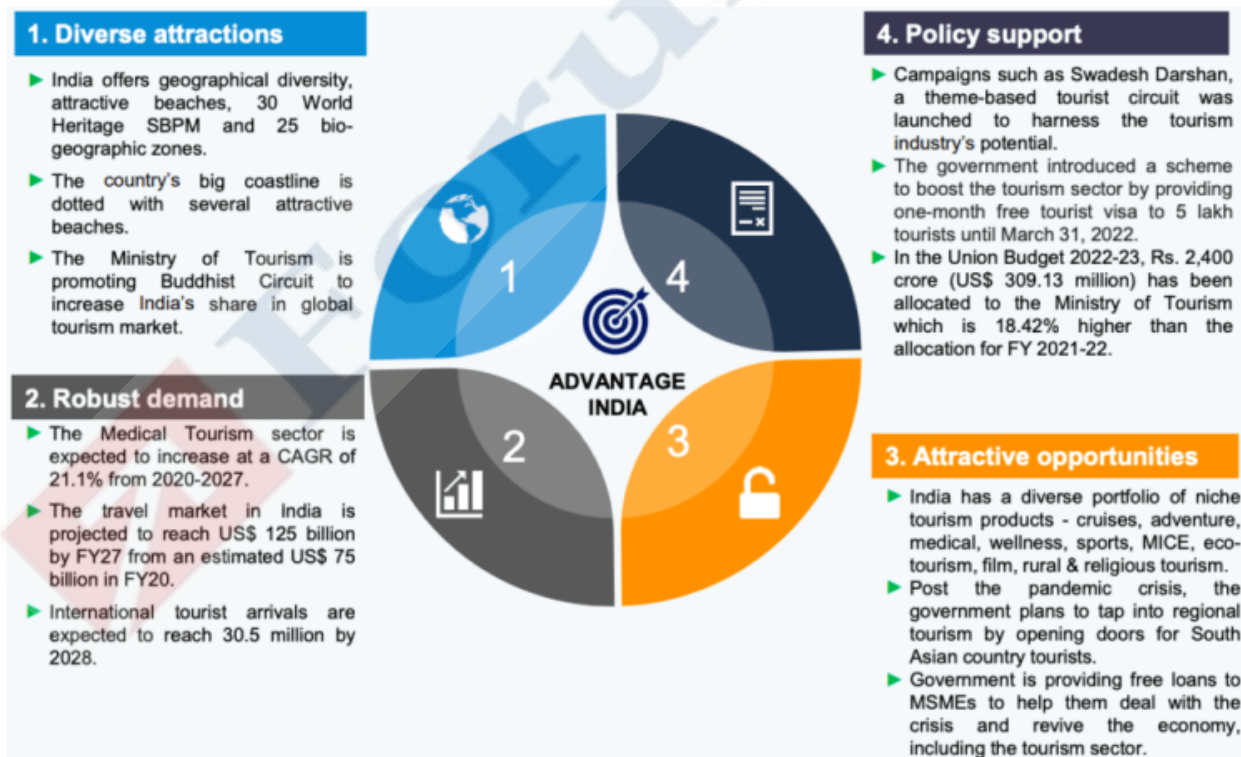 1. Diverse attractions
India offers geographical diversity,
attractive beaches, 30 World
Heritage SBPM and 25 bio-
geographic zones.
The country's big coastline is
dotted with several attractive
beaches.
The Ministry of Tourism is
promoting Buddhist Circuit to
increase India's share in global
tourism market.
2. Robust demand
The Medical Tourism sector is
expected to increase at a CAGR of
21.1% from 2020-2027.
The travel market in India is
projected to reach US$ 125 billion
by FY27 from an estimated US$ 75
billion in FY20.
International tourist arrivals are
expected to reach 30.5 million by
2028.
1
4
ADVANTAGE
INDIA
2
3
4. Policy support
Campaigns such as Swadesh Darshan,
a theme-based tourist circuit was
launched to harness the tourism
industry's potential.
The government introduced a scheme
to boost the tourism sector by providing
one-month free tourist visa to 5 lakh
tourists until March 31, 2022.
In the Union Budget 2022-23, Rs. 2,400
crore (US$ 309.13 million) has been
allocated to the Ministry of Tourism
which is 18.42% higher than the
allocation for FY 2021-22.
3. Attractive opportunities
India has a diverse portfolio of niche
tourism products - cruises, adventure,
medical, wellness, sports, MICE, eco-
tourism, film, rural & religious tourism.
Post the pandemic crisis, the
government plans to tap into regional
tourism by opening doors for South
Asian country tourists.
Government is providing free loans to
MSMEs to help them deal with the
crisis and revive the economy,
including the tourism sector.